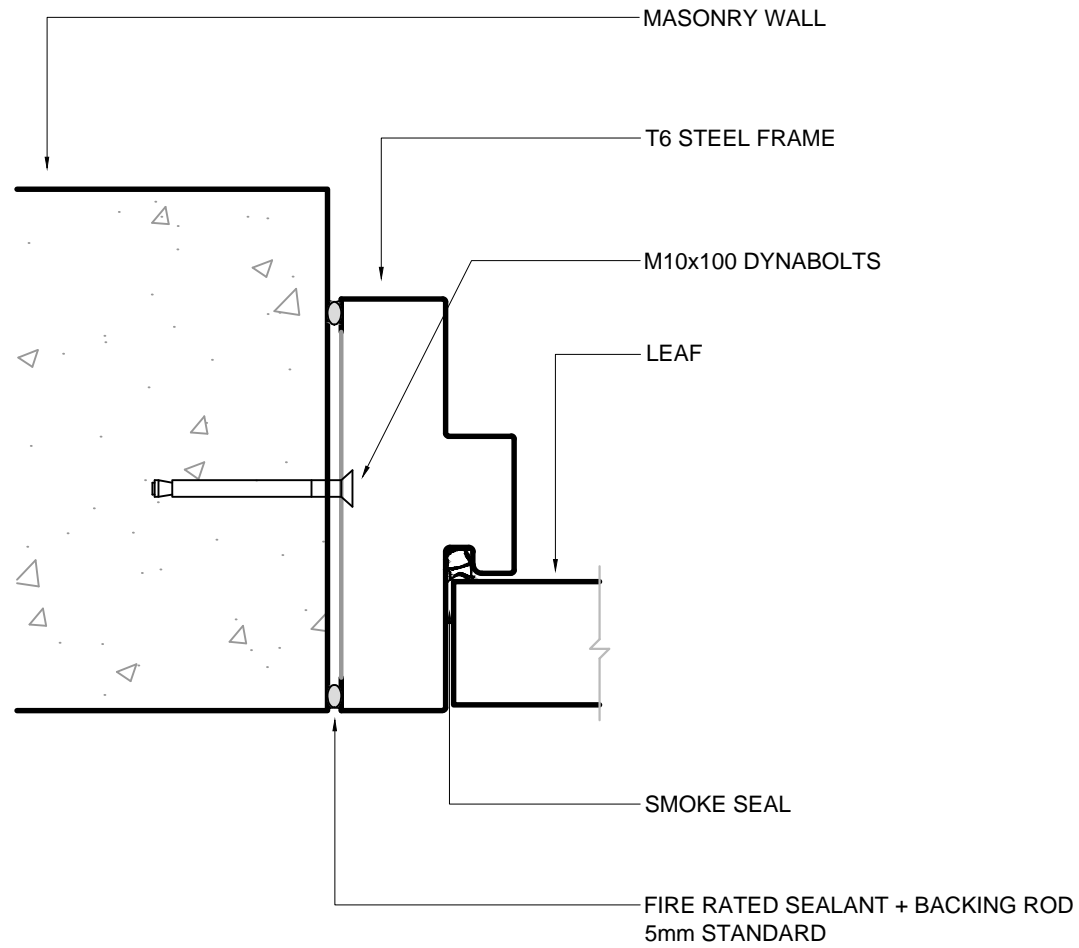 MASONRY WALL
T6 STEEL FRAME
M10x100 DYNABOLTS
LEAF
SMOKE SEAL
FIRE RATED SEALANT + BACKING ROD
5mm STANDARD